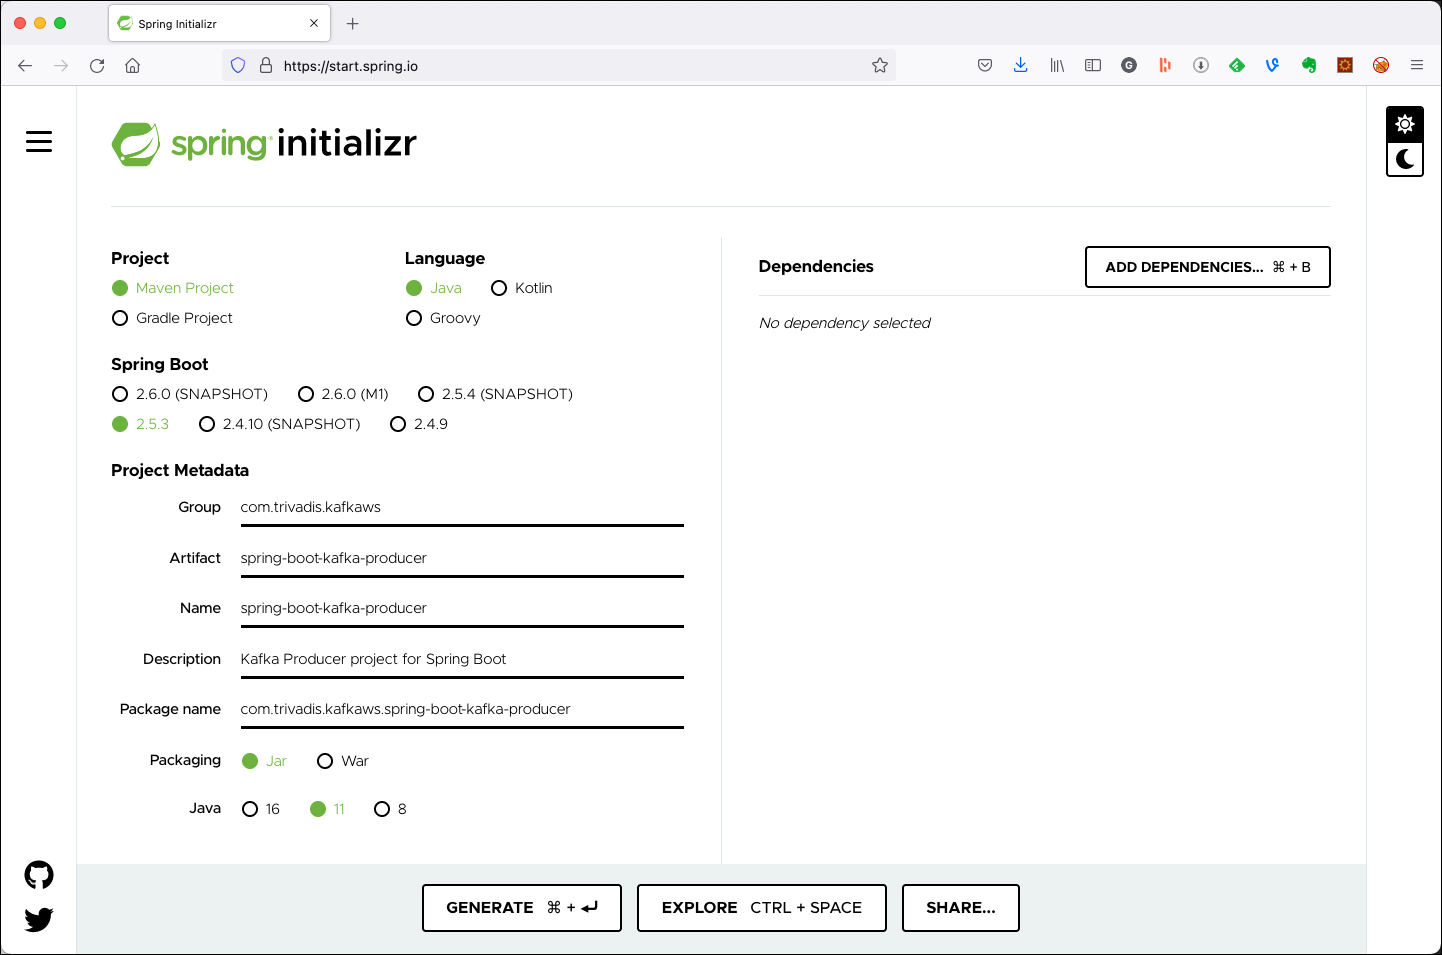 Spring Initializr
https://start.spring.io
spring initializr
Project
Maven Project
Gradle Project
Language
Java Kotlin
Groovy
Spring Boot
2.6.0 (SNAPSHOT) 2.6.0 (M1) 2.5.4 (SNAPSHOT)
2.5.3 2.4.10 (SNAPSHOT) 2.4.9
Project Metadata
Group com.trivadis.kafkaws
Artifact spring-boot-kafka-producer
Name spring-boot-kafka-producer
Description Kafka Producer project for Spring Boot
Package name com.trivadis.kafkaws.spring-boot-kafka-producer
Packaging Jar War
Java 16 11 8
Dependencies
ADD DEPENDENCIES... ⌘ + B
No dependency selected
GENERATE ⌘ + ⏎
EXPLORE CTRL + SPACE
SHARE...